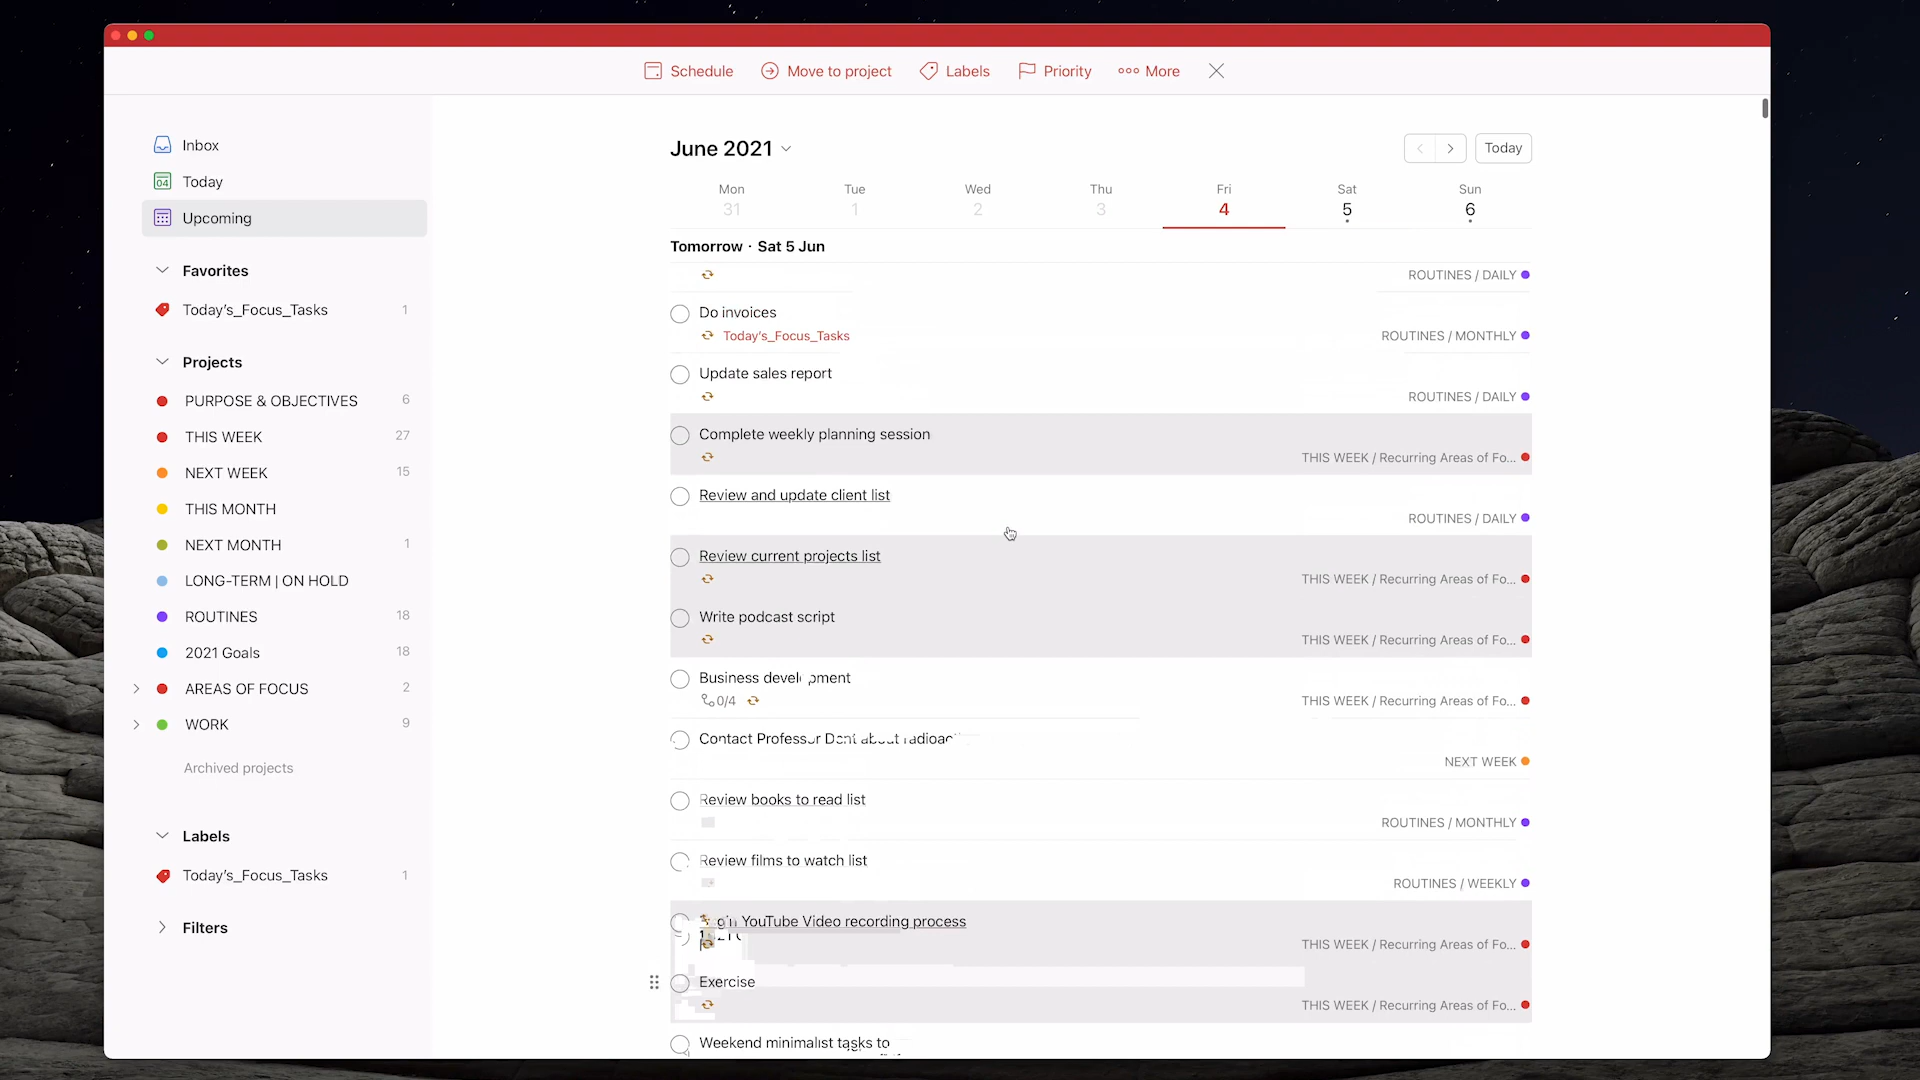 Schedule
Move to project
Labels
Priority
More
Inbox
04
Today
Upcoming
Favorites
Today's_Focus_Tasks 1
Projects
PURPOSE & OBJECTIVES 6
THIS WEEK 27
NEXT WEEK 15
THIS MONTH
NEXT MONTH 1
LONG-TERM | ON HOLD
ROUTINES 18
2021 Goals 18
AREAS OF FOCUS 2
WORK 9
Archived projects
Labels
Today's_Focus_Tasks 1
Filters
June 2021
Today
Mon Tue Wed Thu Fri Sat Sun
31 1 2 3 4 5 6
Tomorrow · Sat 5 Jun
ROUTINES / DAILY
Do invoices
Today's_Focus_Tasks ROUTINES / MONTHLY
Update sales report
ROUTINES / DAILY
Complete weekly planning session
THIS WEEK / Recurring Areas of Fo...
Review and update client list
ROUTINES / DAILY
Review current projects list
THIS WEEK / Recurring Areas of Fo...
Write podcast script
THIS WEEK / Recurring Areas of Fo...
Business development
0/4 THIS WEEK / Recurring Areas of Fo...
Contact Professor Dent about
NEXT WEEK
Review books to read list
ROUTINES / MONTHLY
Review films to watch list
ROUTINES / WEEKLY
YouTube Video recording process
THIS WEEK / Recurring Areas of Fo...
Exercise
THIS WEEK / Recurring Areas of Fo...
Weekend minimalist tasks to